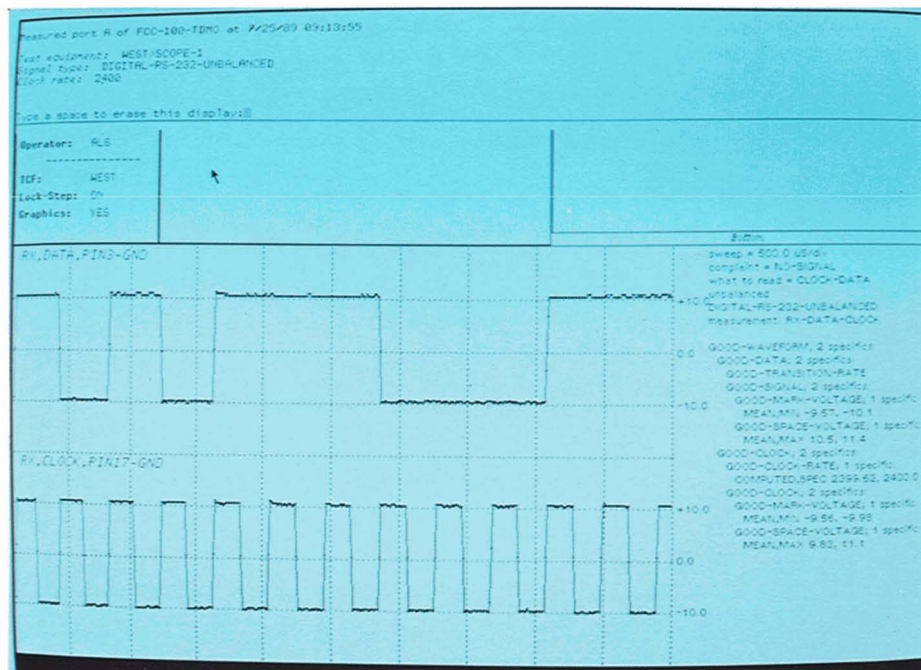 Measured port A of FCC-100-TDMO at 7/25/89 09:13:55
Test equipment: WEST/SCOPE-1
Signal type: DIGITAL-RS-232-UNBALANCED
Clock rate: 2400
Type a space to erase this display:
Operator: ALS
TCF: WEST
Lock-Step: ON
Graphics: YES
RX.DATA.PIN3-GND
+10.0
0.0
-10.0
RX.CLOCK.PIN17-GND
+10.0
0.0
-10.0
sweep = 500.0 uS/div
complaint = NO-SIGNAL
what to read = CLOCK-DATA
unbalanced
DIGITAL-RS-232-UNBALANCED
measurement: RX-DATA-CLOCK
GOOD-WAVEFORM; 2 specifics:
GOOD-DATA; 2 specifics:
GOOD-TRANSITION-RATE
GOOD-SIGNAL; 2 specifics:
GOOD-MARK-VOLTAGE; 1 specific
MEAN,MIN -9.57, -10.1
GOOD-SPACE-VOLTAGE; 1 specific
MEAN,MAX 10.5, 11.4
GOOD-CLOCK; 2 specifics:
GOOD-CLOCK-RATE; 1 specific
COMPUTED,SPEC 2399.62, 2400.0
GOOD-CLOCK; 2 specifics:
GOOD-MARK-VOLTAGE; 1 specific
MEAN,MIN -9.56, -9.98
GOOD-SPACE-VOLTAGE; 1 specific
MEAN,MAX 9.83, 11.1